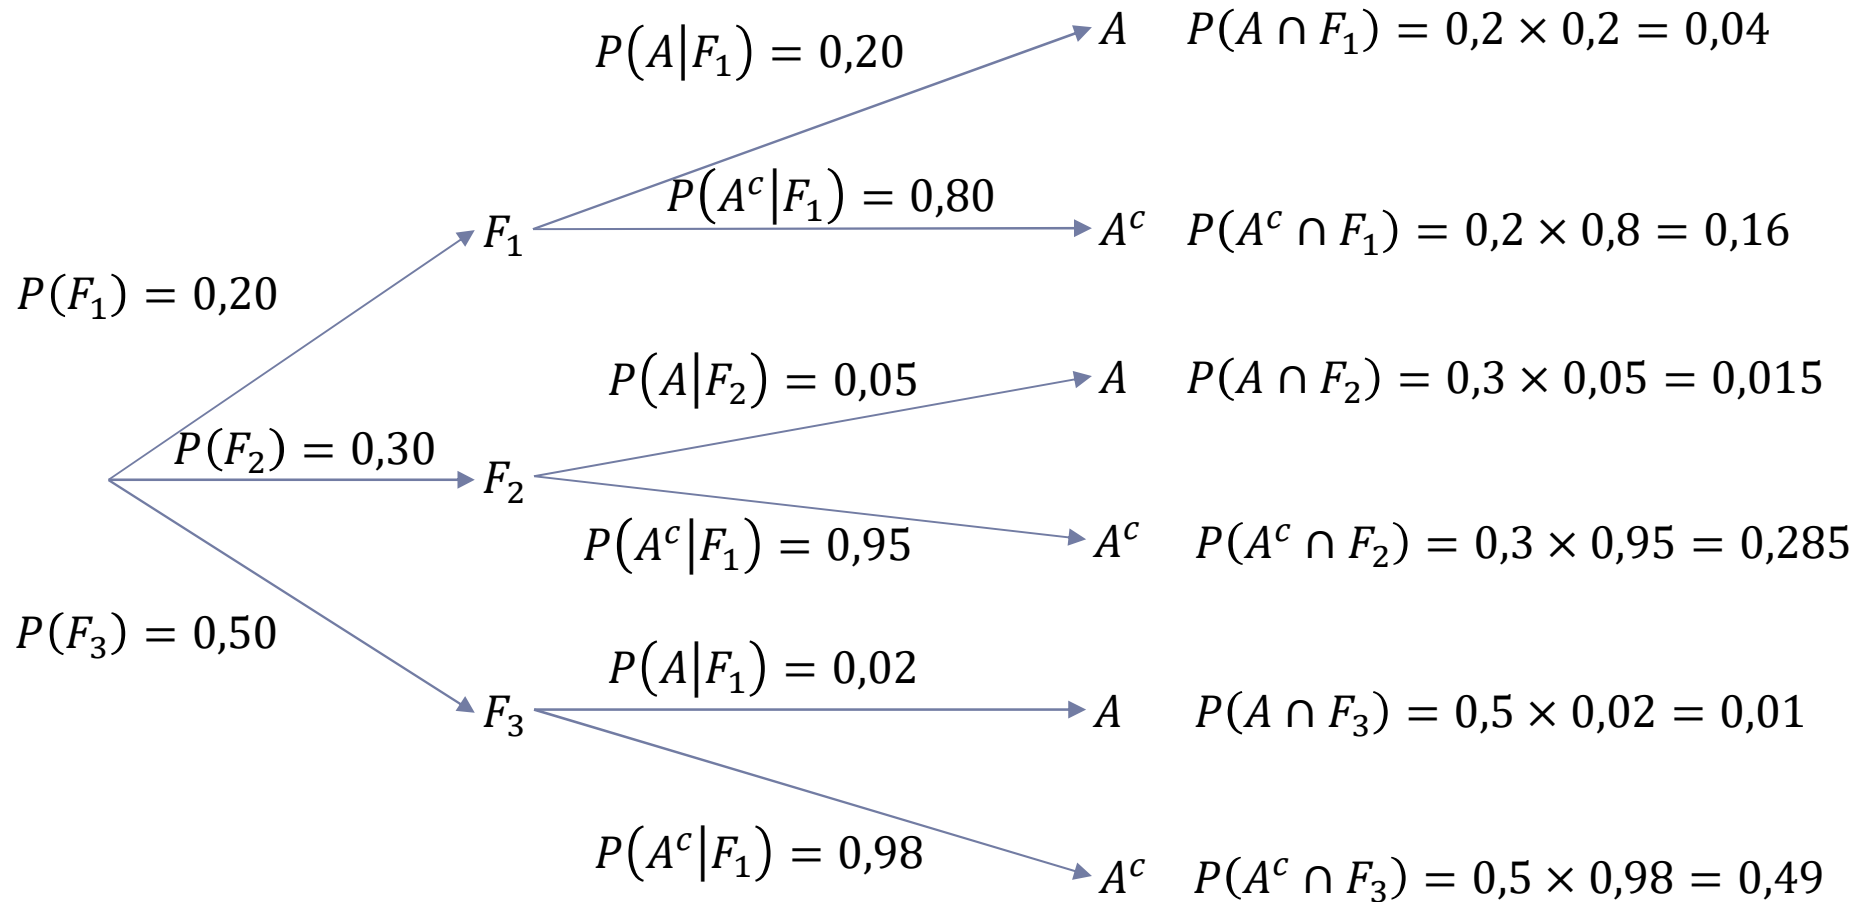 P(A|F₁) = 0,20
A P(A ∩ F₁) = 0,2 × 0,2 = 0,04
P(Aᶜ|F₁) = 0,80
F₁
Aᶜ P(Aᶜ ∩ F₁) = 0,2 × 0,8 = 0,16
P(F₁) = 0,20
P(A|F₂) = 0,05
A P(A ∩ F₂) = 0,3 × 0,05 = 0,015
P(F₂) = 0,30
F₂
P(Aᶜ|F₁) = 0,95
Aᶜ P(Aᶜ ∩ F₂) = 0,3 × 0,95 = 0,285
P(F₃) = 0,50
P(A|F₁) = 0,02
F₃
A P(A ∩ F₃) = 0,5 × 0,02 = 0,01
P(Aᶜ|F₁) = 0,98
Aᶜ P(Aᶜ ∩ F₃) = 0,5 × 0,98 = 0,49